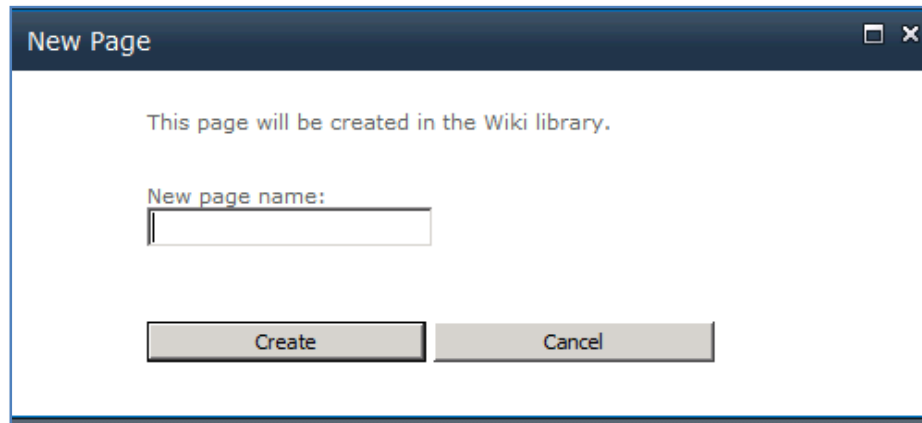 New Page
This page will be created in the Wiki library.
New page name:
Create Cancel